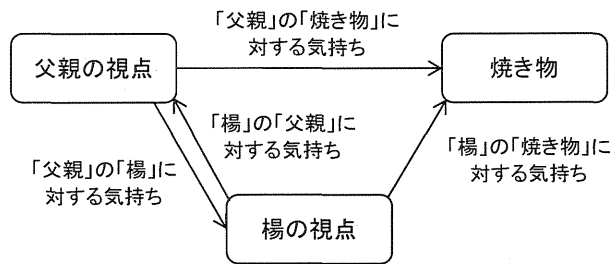 「父親」の「焼き物」に
対する気持ち
父親の視点
焼き物
「楊」の「父親」に
対する気持ち
「父親」の「楊」に
対する気持ち
「楊」の「焼き物」に
対する気持ち
楊の視点